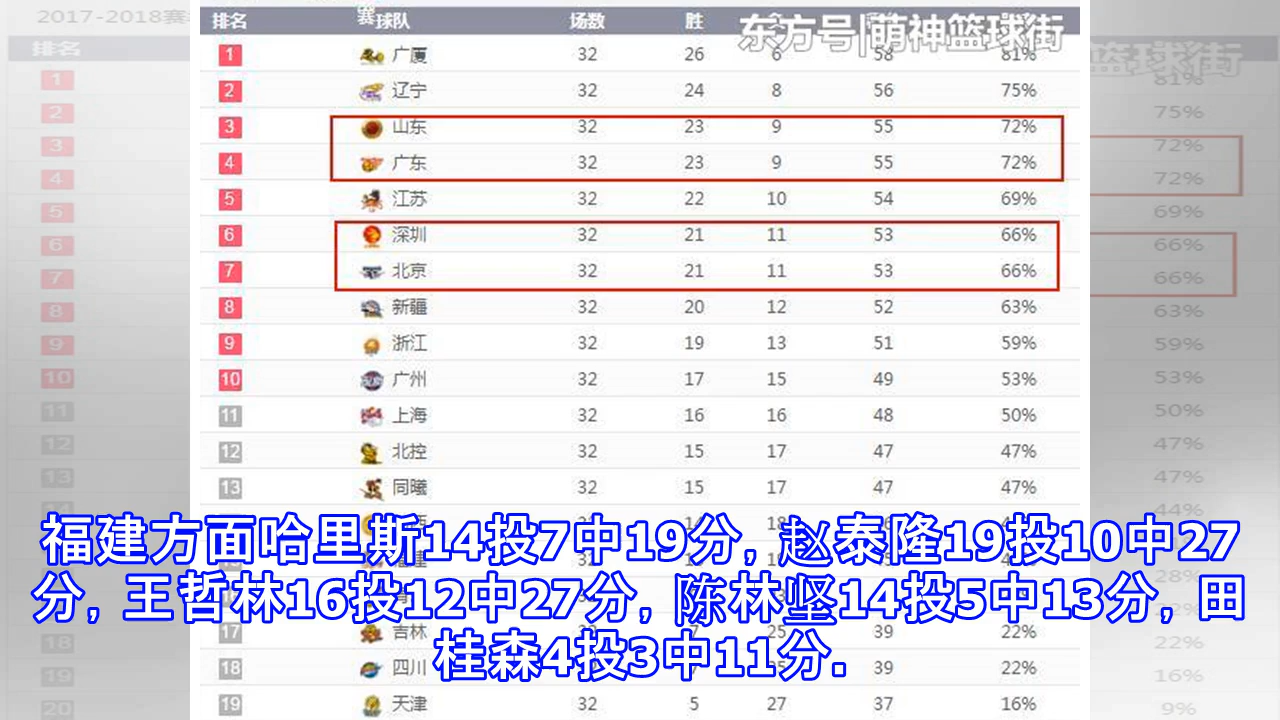 2017-2018赛
排名 球队 场数 胜
东方号|萌神篮球街
1 广厦 32 26 6 58 81%
2 辽宁 32 24 8 56 75%
3 山东 32 23 9 55 72%
4 广东 32 23 9 55 72%
5 江苏 32 22 10 54 69%
6 深圳 32 21 11 53 66%
7 北京 32 21 11 53 66%
8 新疆 32 20 12 52 63%
9 浙江 32 19 13 51 59%
10 广州 32 17 15 49 53%
11 上海 32 16 16 48 50%
12 北控 32 15 17 47 47%
13 同曦 32 15 17 47 47%
福建方面哈里斯14投7中19分, 赵泰隆19投10中27
分, 王哲林16投12中27分, 陈林坚14投5中13分, 田
桂森4投3中11分.
17 吉林 25 39 22%
18 四川 39 22%
19 天津 32 5 27 37 16%